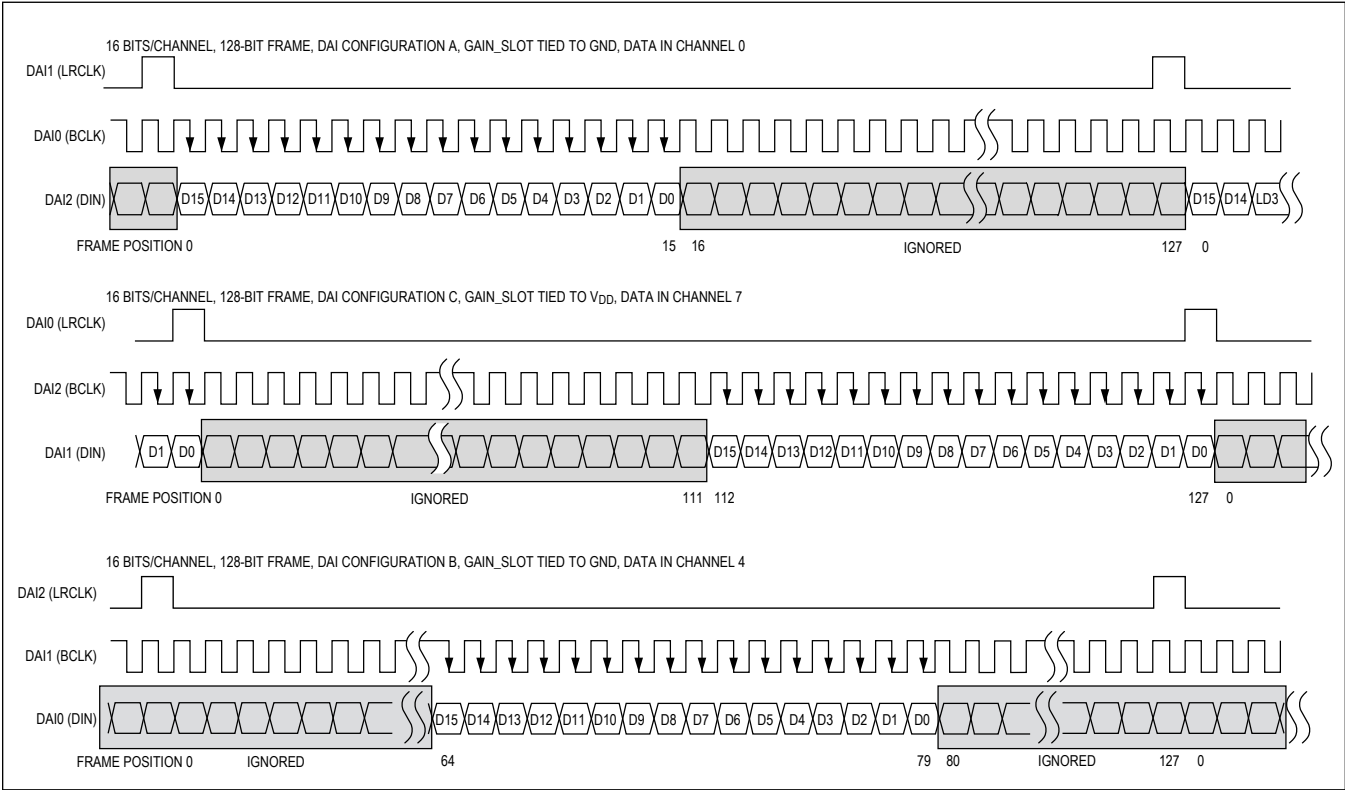 16 BITS/CHANNEL, 128-BIT FRAME, DAI CONFIGURATION A, GAIN_SLOT TIED TO GND, DATA IN CHANNEL 0
DAI1 (LRCLK)
DAI0 (BCLK)
DAI2 (DIN) D15 D14 D13 D12 D11 D10 D9 D8 D7 D6 D5 D4 D3 D2 D1 D0 D15 D14 LD3
FRAME POSITION 0 15 16 IGNORED 127 0
16 BITS/CHANNEL, 128-BIT FRAME, DAI CONFIGURATION C, GAIN_SLOT TIED TO VDD, DATA IN CHANNEL 7
DAI0 (LRCLK)
DAI2 (BCLK)
DAI1 (DIN) D1 D0 D15 D14 D13 D12 D11 D10 D9 D8 D7 D6 D5 D4 D3 D2 D1 D0
FRAME POSITION 0 IGNORED 111 112 127 0
16 BITS/CHANNEL, 128-BIT FRAME, DAI CONFIGURATION B, GAIN_SLOT TIED TO GND, DATA IN CHANNEL 4
DAI2 (LRCLK)
DAI1 (BCLK)
DAI0 (DIN) D15 D14 D13 D12 D11 D10 D9 D8 D7 D6 D5 D4 D3 D2 D1 D0
FRAME POSITION 0 IGNORED 64 79 80 IGNORED 127 0